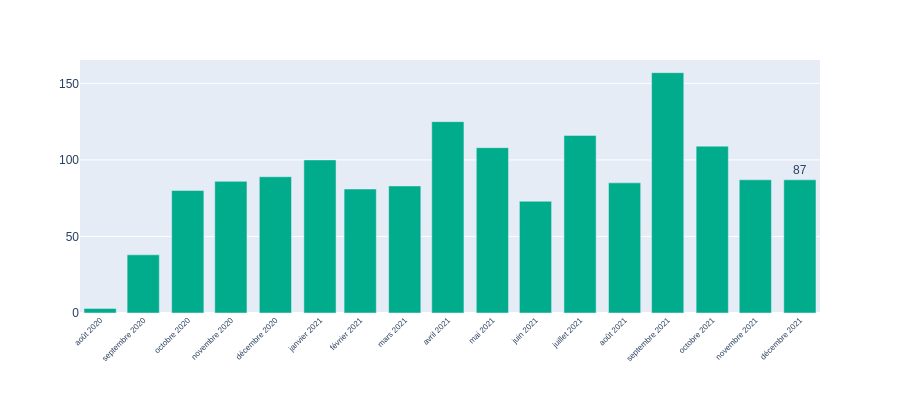 150
100
50
0
87
août 2020
septembre 2020
octobre 2020
novembre 2020
décembre 2020
janvier 2021
février 2021
mars 2021
avril 2021
mai 2021
juin 2021
juillet 2021
août 2021
septembre 2021
octobre 2021
novembre 2021
décembre 2021